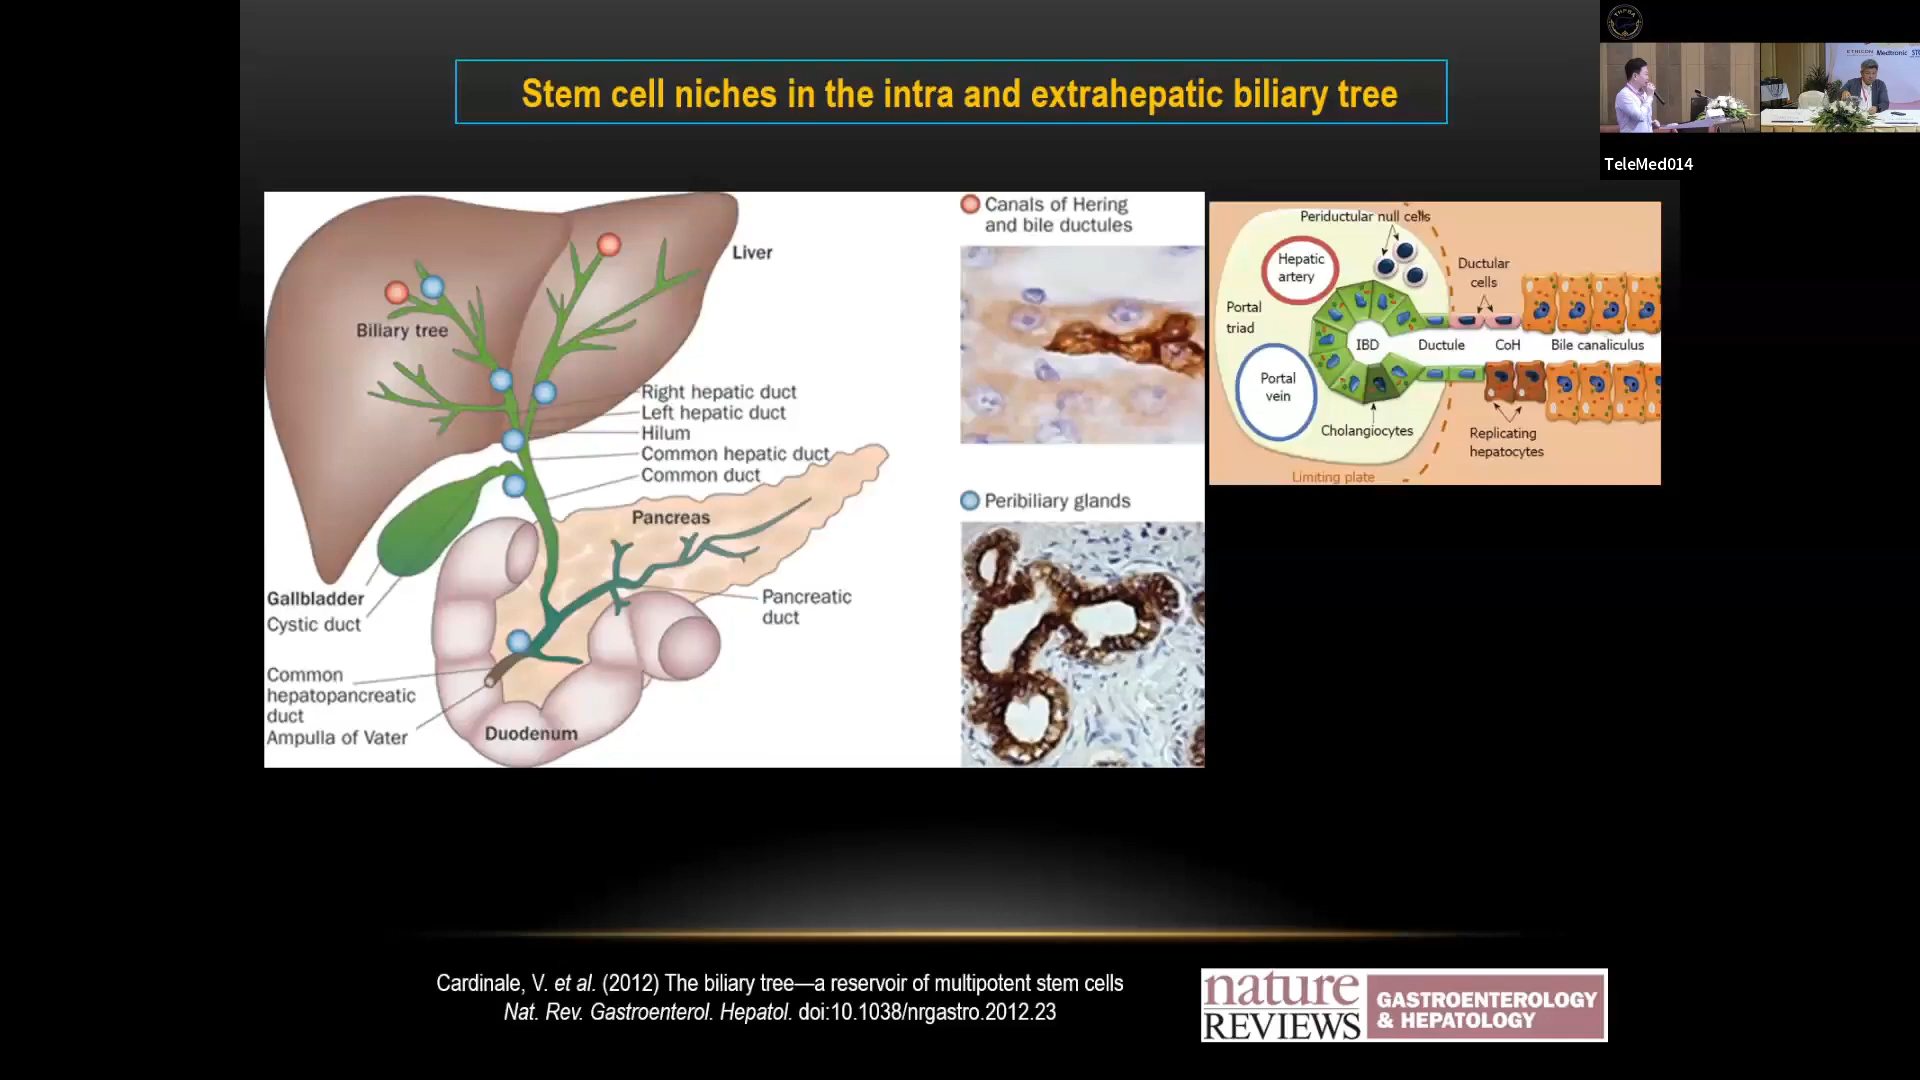 Stem cell niches in the intra and extrahepatic biliary tree
ETHICON
Medtronic
TeleMed014
Liver
Biliary tree
Right hepatic duct
Left hepatic duct
Hilum
Common hepatic duct
Common duct
Pancreas
Pancreatic
duct
Gallbladder
Cystic duct
Common
hepatopancreatic
duct
Ampulla of Vater
Duodenum
Canals of Hering
and bile ductules
Peribiliary glands
Periductular null cells
Hepatic
artery
Ductular
cells
Portal
triad
IBD
Ductule
CoH
Bile canaliculus
Portal
vein
Cholangiocytes
Replicating
hepatocytes
Limiting plate
Cardinale, V. et al. (2012) The biliary tree—a reservoir of multipotent stem cells
Nat. Rev. Gastroenterol. Hepatol. doi:10.1038/nrgastro.2012.23
nature
REVIEWS
GASTROENTEROLOGY
& HEPATOLOGY